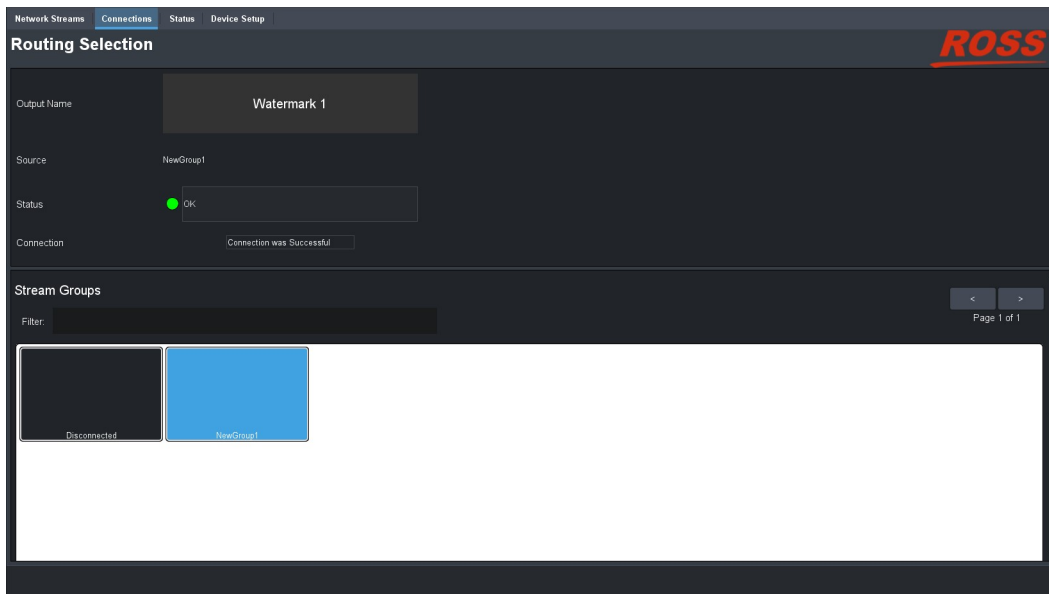 Network Streams Connections Status Device Setup
Routing Selection
ROSS
Output Name Watermark 1
Source NewGroup1
Status OK
Connection Connection was Successful
Stream Groups
< >
Filter: Page 1 of 1
Disconnected NewGroup1